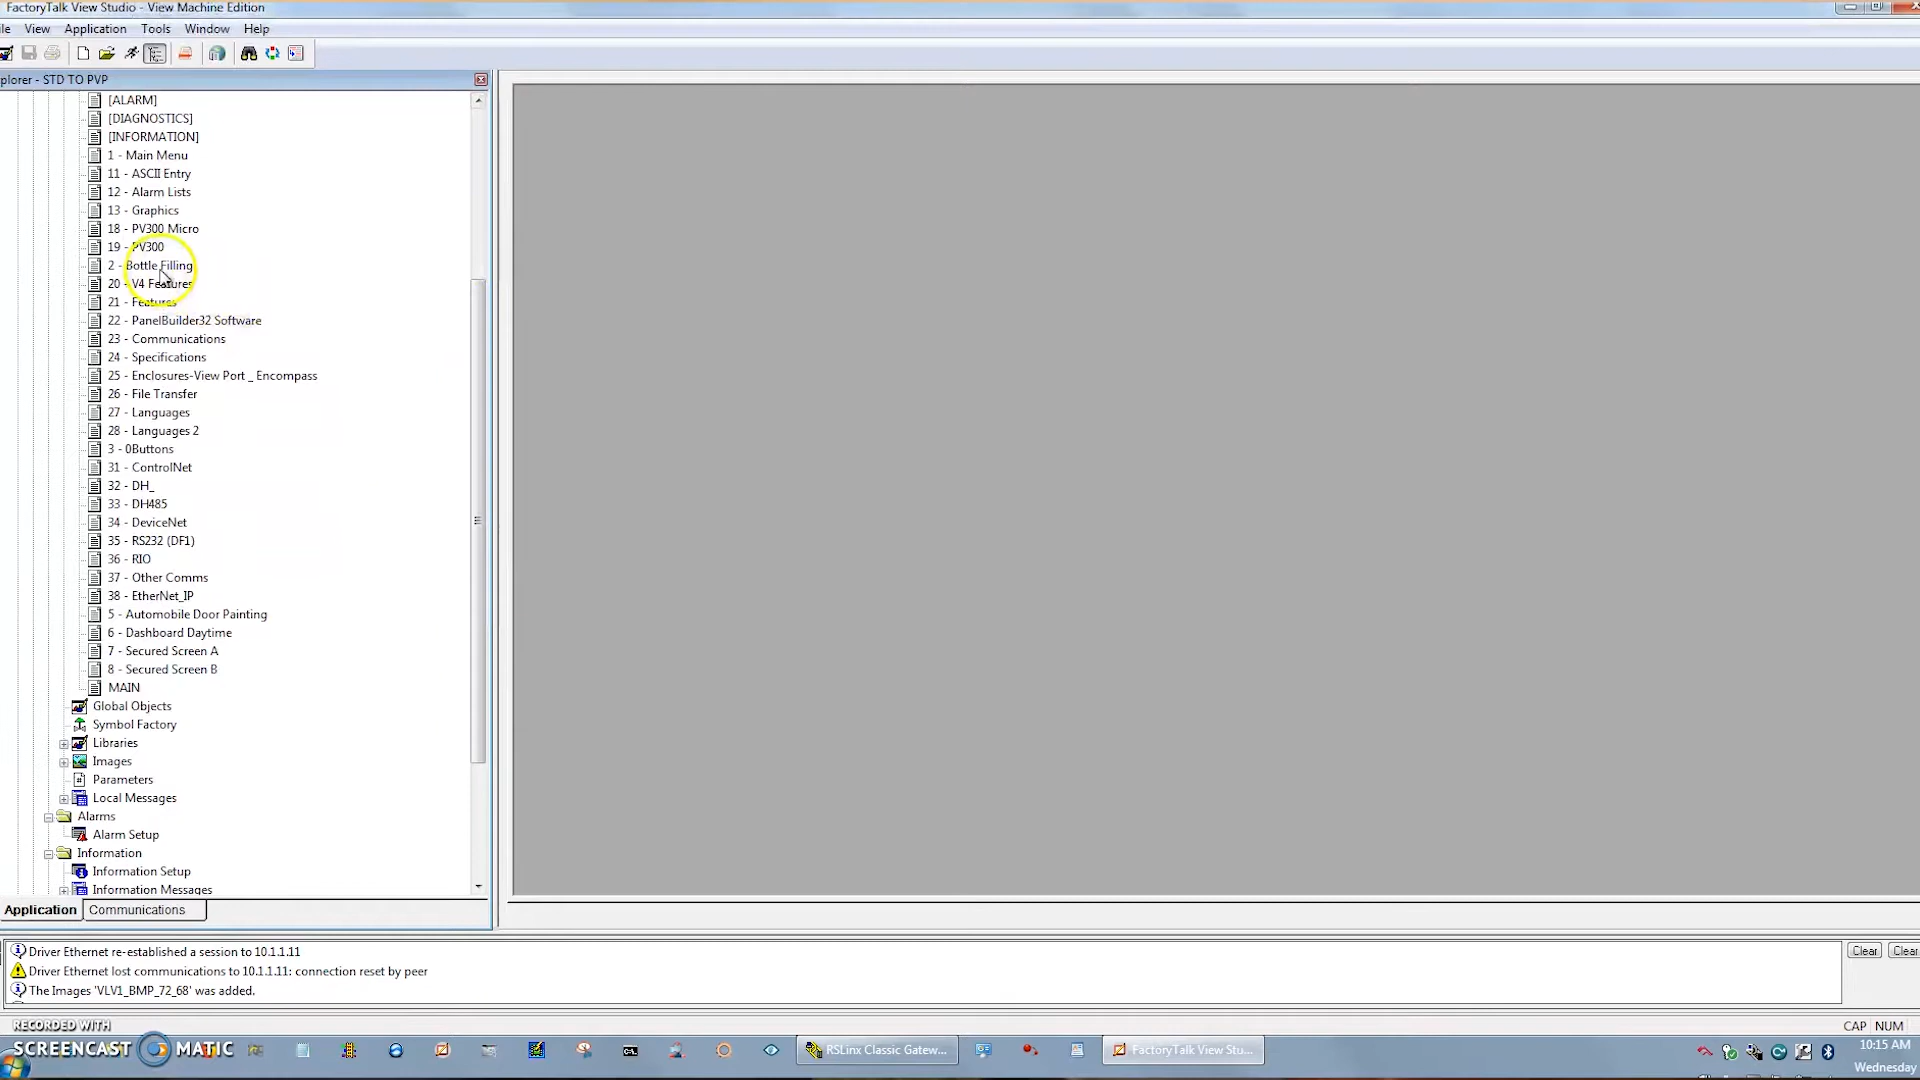 FactoryTalk View Studio - View Machine Edition
ile View Application Tools Window Help
plorer - STD TO PVP
[ALARM]
[DIAGNOSTICS]
[INFORMATION]
1 - Main Menu
11 - ASCII Entry
12 - Alarm Lists
13 - Graphics
18 - PV300 Micro
19 - PV300
2 - Bottle Filling
20 - V4 Features
21 - Features
22 - PanelBuilder32 Software
23 - Communications
24 - Specifications
25 - Enclosures-View Port _ Encompass
26 - File Transfer
27 - Languages
28 - Languages 2
3 - 0Buttons
31 - ControlNet
32 - DH_
33 - DH485
34 - DeviceNet
35 - RS232 (DF1)
36 - RIO
37 - Other Comms
38 - EtherNet_IP
5 - Automobile Door Painting
6 - Dashboard Daytime
7 - Secured Screen A
8 - Secured Screen B
MAIN
Global Objects
Symbol Factory
Libraries
Images
Parameters
Local Messages
Alarms
Alarm Setup
Information
Information Setup
Information Messages
Application Communications
Driver Ethernet re-established a session to 10.1.1.11
Driver Ethernet lost communications to 10.1.1.11: connection reset by peer
The Images 'VLV1_BMP_72_68' was added.
Clear Clear
CAP NUM
RECORDED WITH
SCREENCAST MATIC
RSLinx Classic Gatew...
FactoryTalk View Stu...
10:15 AM
Wednesday